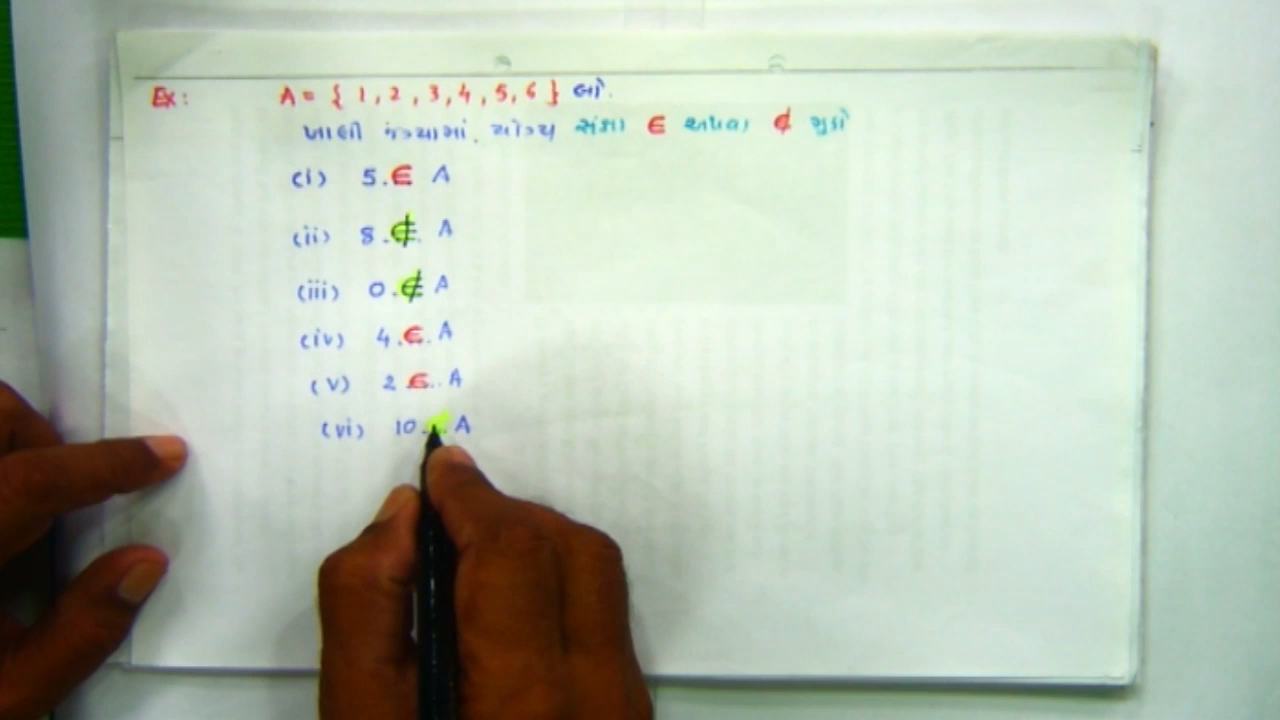 Ex: A = { 1, 2, 3, 4, 5, 6 } લો.
ખાલી જગ્યામાં યોગ્ય સંજ્ઞા ∈ અથવા ∉ મુકો
(i) 5.∈ A
(ii) 8.∉. A
(iii) 0.∉ A
(iv) 4.∈. A
(v) 2 ∈.. A
(vi) 10 A